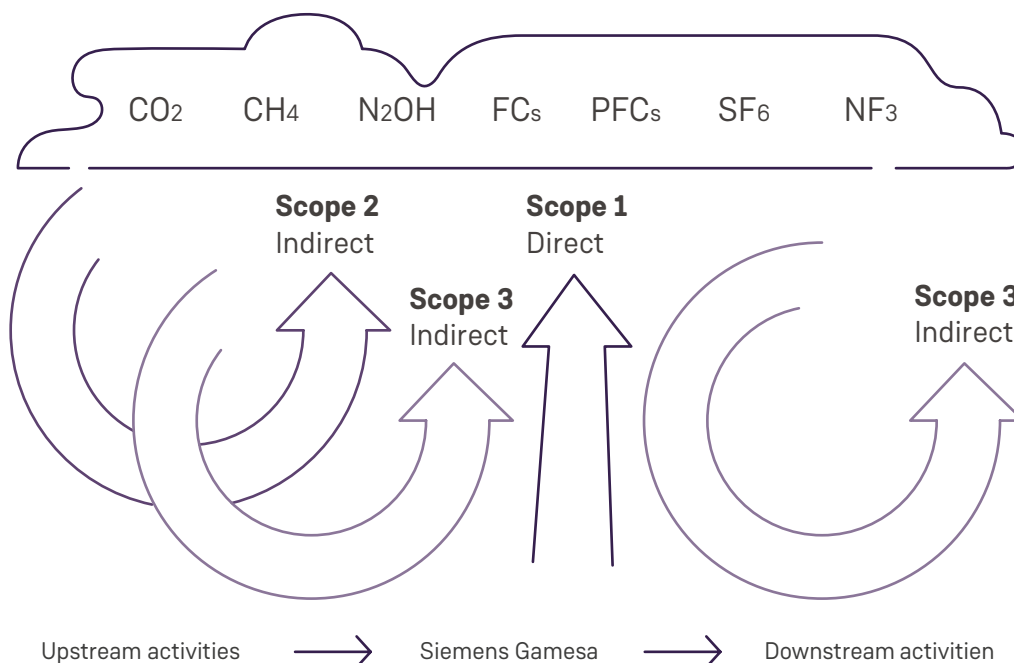 CO2 CH4 N2OH FCs PFCs SF6 NF3
Scope 2
Indirect
Scope 1
Direct
Scope 3
Indirect
Scope 3
Indirect
Upstream activities Siemens Gamesa Downstream activitien